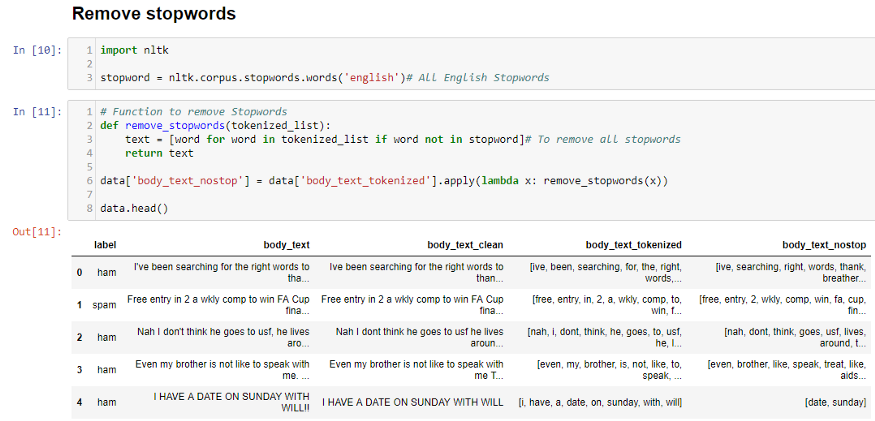 Remove stopwords
In [10]:
1 import nltk
2
3 stopword = nltk.corpus.stopwords.words('english')# All English Stopwords
In [11]:
1 # Function to remove Stopwords
2 def remove_stopwords(tokenized_list):
3     text = [word for word in tokenized_list if word not in stopword]# To remove all stopwords
4     return text
5
6 data['body_text_nostop'] = data['body_text_tokenized'].apply(lambda x: remove_stopwords(x))
7
8 data.head()
Out[11]:
label body_text body_text_clean body_text_tokenized body_text_nostop
0 ham I've been searching for the right words to tha... Ive been searching for the right words to than... [ive, been, searching, for, the, right, words,... [ive, searching, right, words, thank, breather...
1 spam Free entry in 2 a wkly comp to win FA Cup fina... Free entry in 2 a wkly comp to win FA Cup fina... [free, entry, in, 2, a, wkly, comp, to, win, f... [free, entry, 2, wkly, comp, win, fa, cup, fin...
2 ham Nah I don't think he goes to usf, he lives aro... Nah I dont think he goes to usf he lives aroun... [nah, i, dont, think, he, goes, to, usf, he, l... [nah, dont, think, goes, usf, lives, around, t...
3 ham Even my brother is not like to speak with me. ... Even my brother is not like to speak with me T... [even, my, brother, is, not, like, to, speak, ... [even, brother, like, speak, treat, like, aids...
4 ham I HAVE A DATE ON SUNDAY WITH WILL!! I HAVE A DATE ON SUNDAY WITH WILL [i, have, a, date, on, sunday, with, will] [date, sunday]